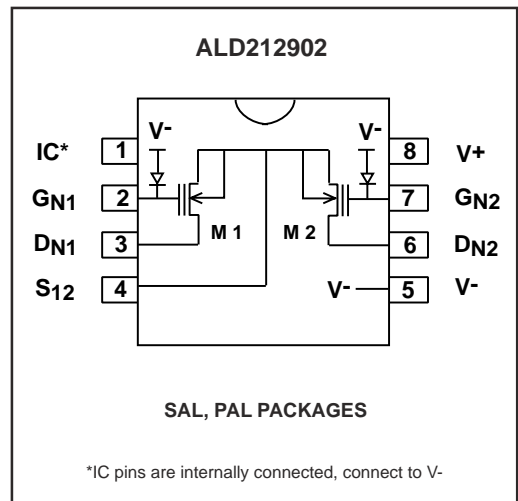 ALD212902
V- V-
IC* 1 8 V+
GN1 2 7 GN2
DN1 3 M 1 M 2 6 DN2
S12 4 V- 5 V-
SAL, PAL PACKAGES
*IC pins are internally connected, connect to V-